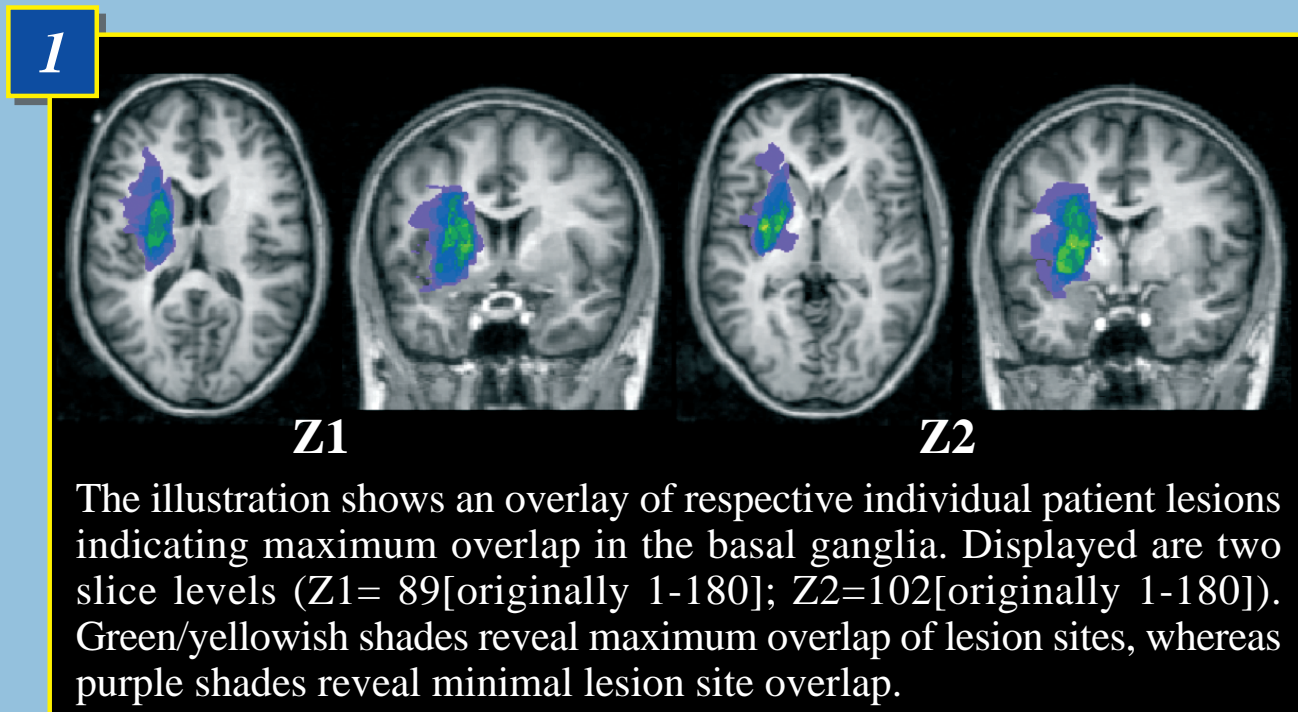 1
Z1 Z2
The illustration shows an overlay of respective individual patient lesions
indicating maximum overlap in the basal ganglia. Displayed are two
slice levels (Z1= 89[originally 1-180]; Z2=102[originally 1-180]).
Green/yellowish shades reveal maximum overlap of lesion sites, whereas
purple shades reveal minimal lesion site overlap.